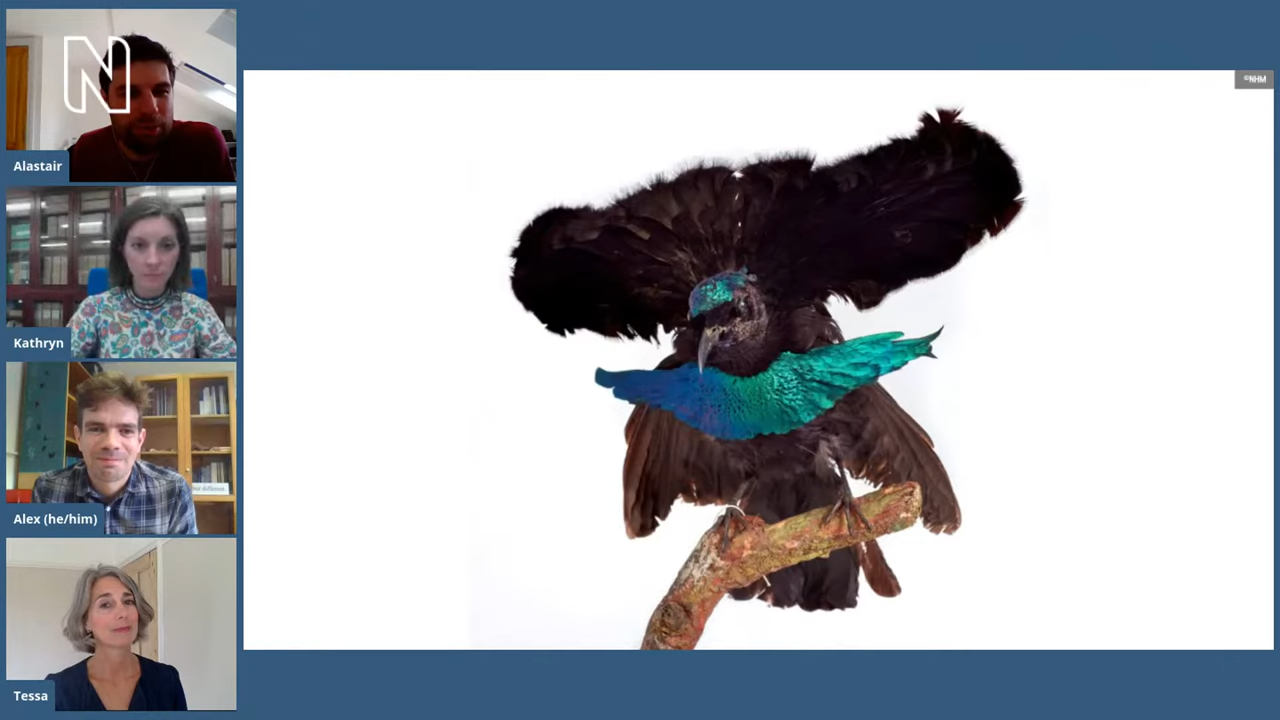 N
Alastair
Kathryn
Alex (he/him)
Tessa
©NHM